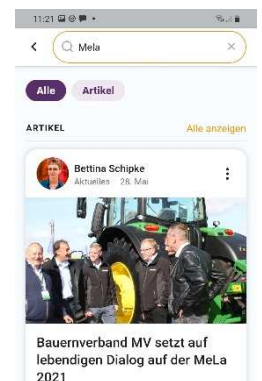 11:21
Mela
Alle Artikel
ARTIKEL Alle anzeigen
Bettina Schipke
Aktuelles 28. Mai
Bauernverband MV setzt auf
lebendigen Dialog auf der MeLa
2021